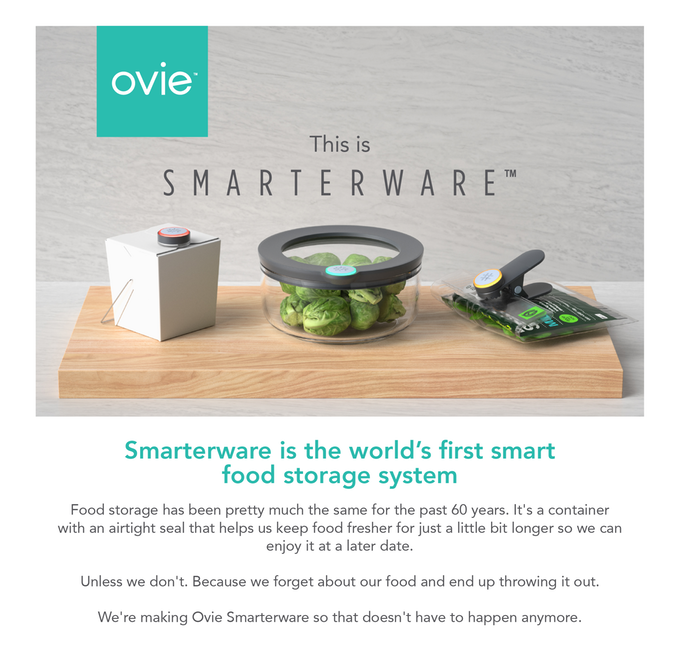 ovie™
This is
SMARTERWARE™
Smarterware is the world's first smart
food storage system
Food storage has been pretty much the same for the past 60 years. It's a container
with an airtight seal that helps us keep food fresher for just a little bit longer so we can
enjoy it at a later date.
Unless we don't. Because we forget about our food and end up throwing it out.
We're making Ovie Smarterware so that doesn't have to happen anymore.